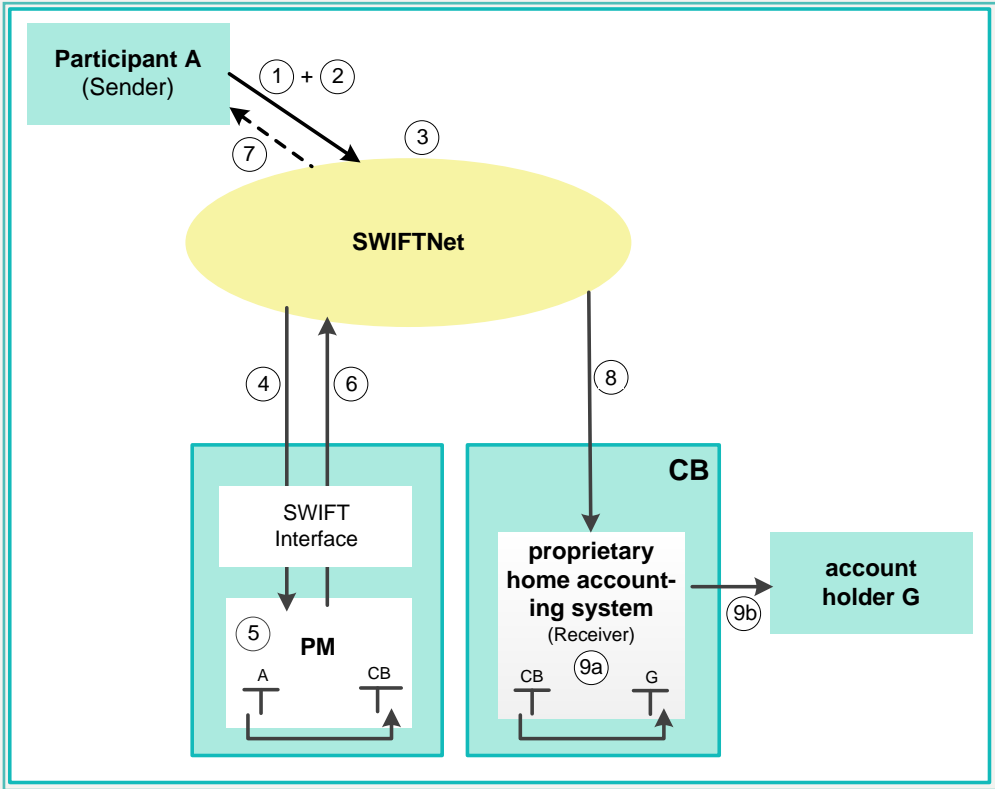 Participant A
(Sender)
1 + 2
3
7
SWIFTNet
4
6
8
CB
SWIFT
Interface
proprietary
home account-
ing system
(Receiver)
account
holder G
9b
5
PM
9a
A
CB
CB
G